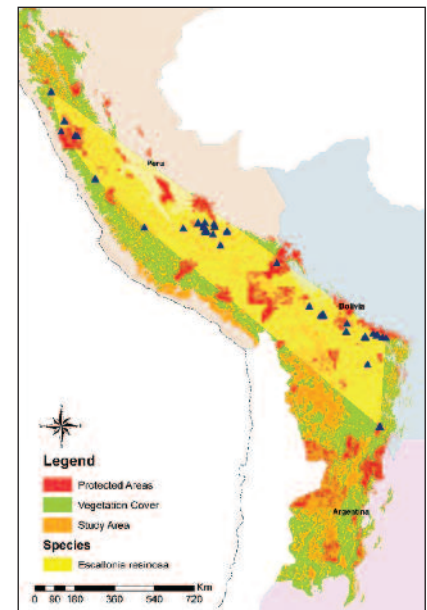 Peru
Bolivia
Argentina
Legend
Protected Areas
Vegetation Cover
Study Area
Species
Escallonia resinosa
Km
0 90 180 360 540 720